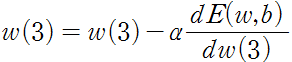 w(3) = w(3) − α dE(w,b)/dw(3)